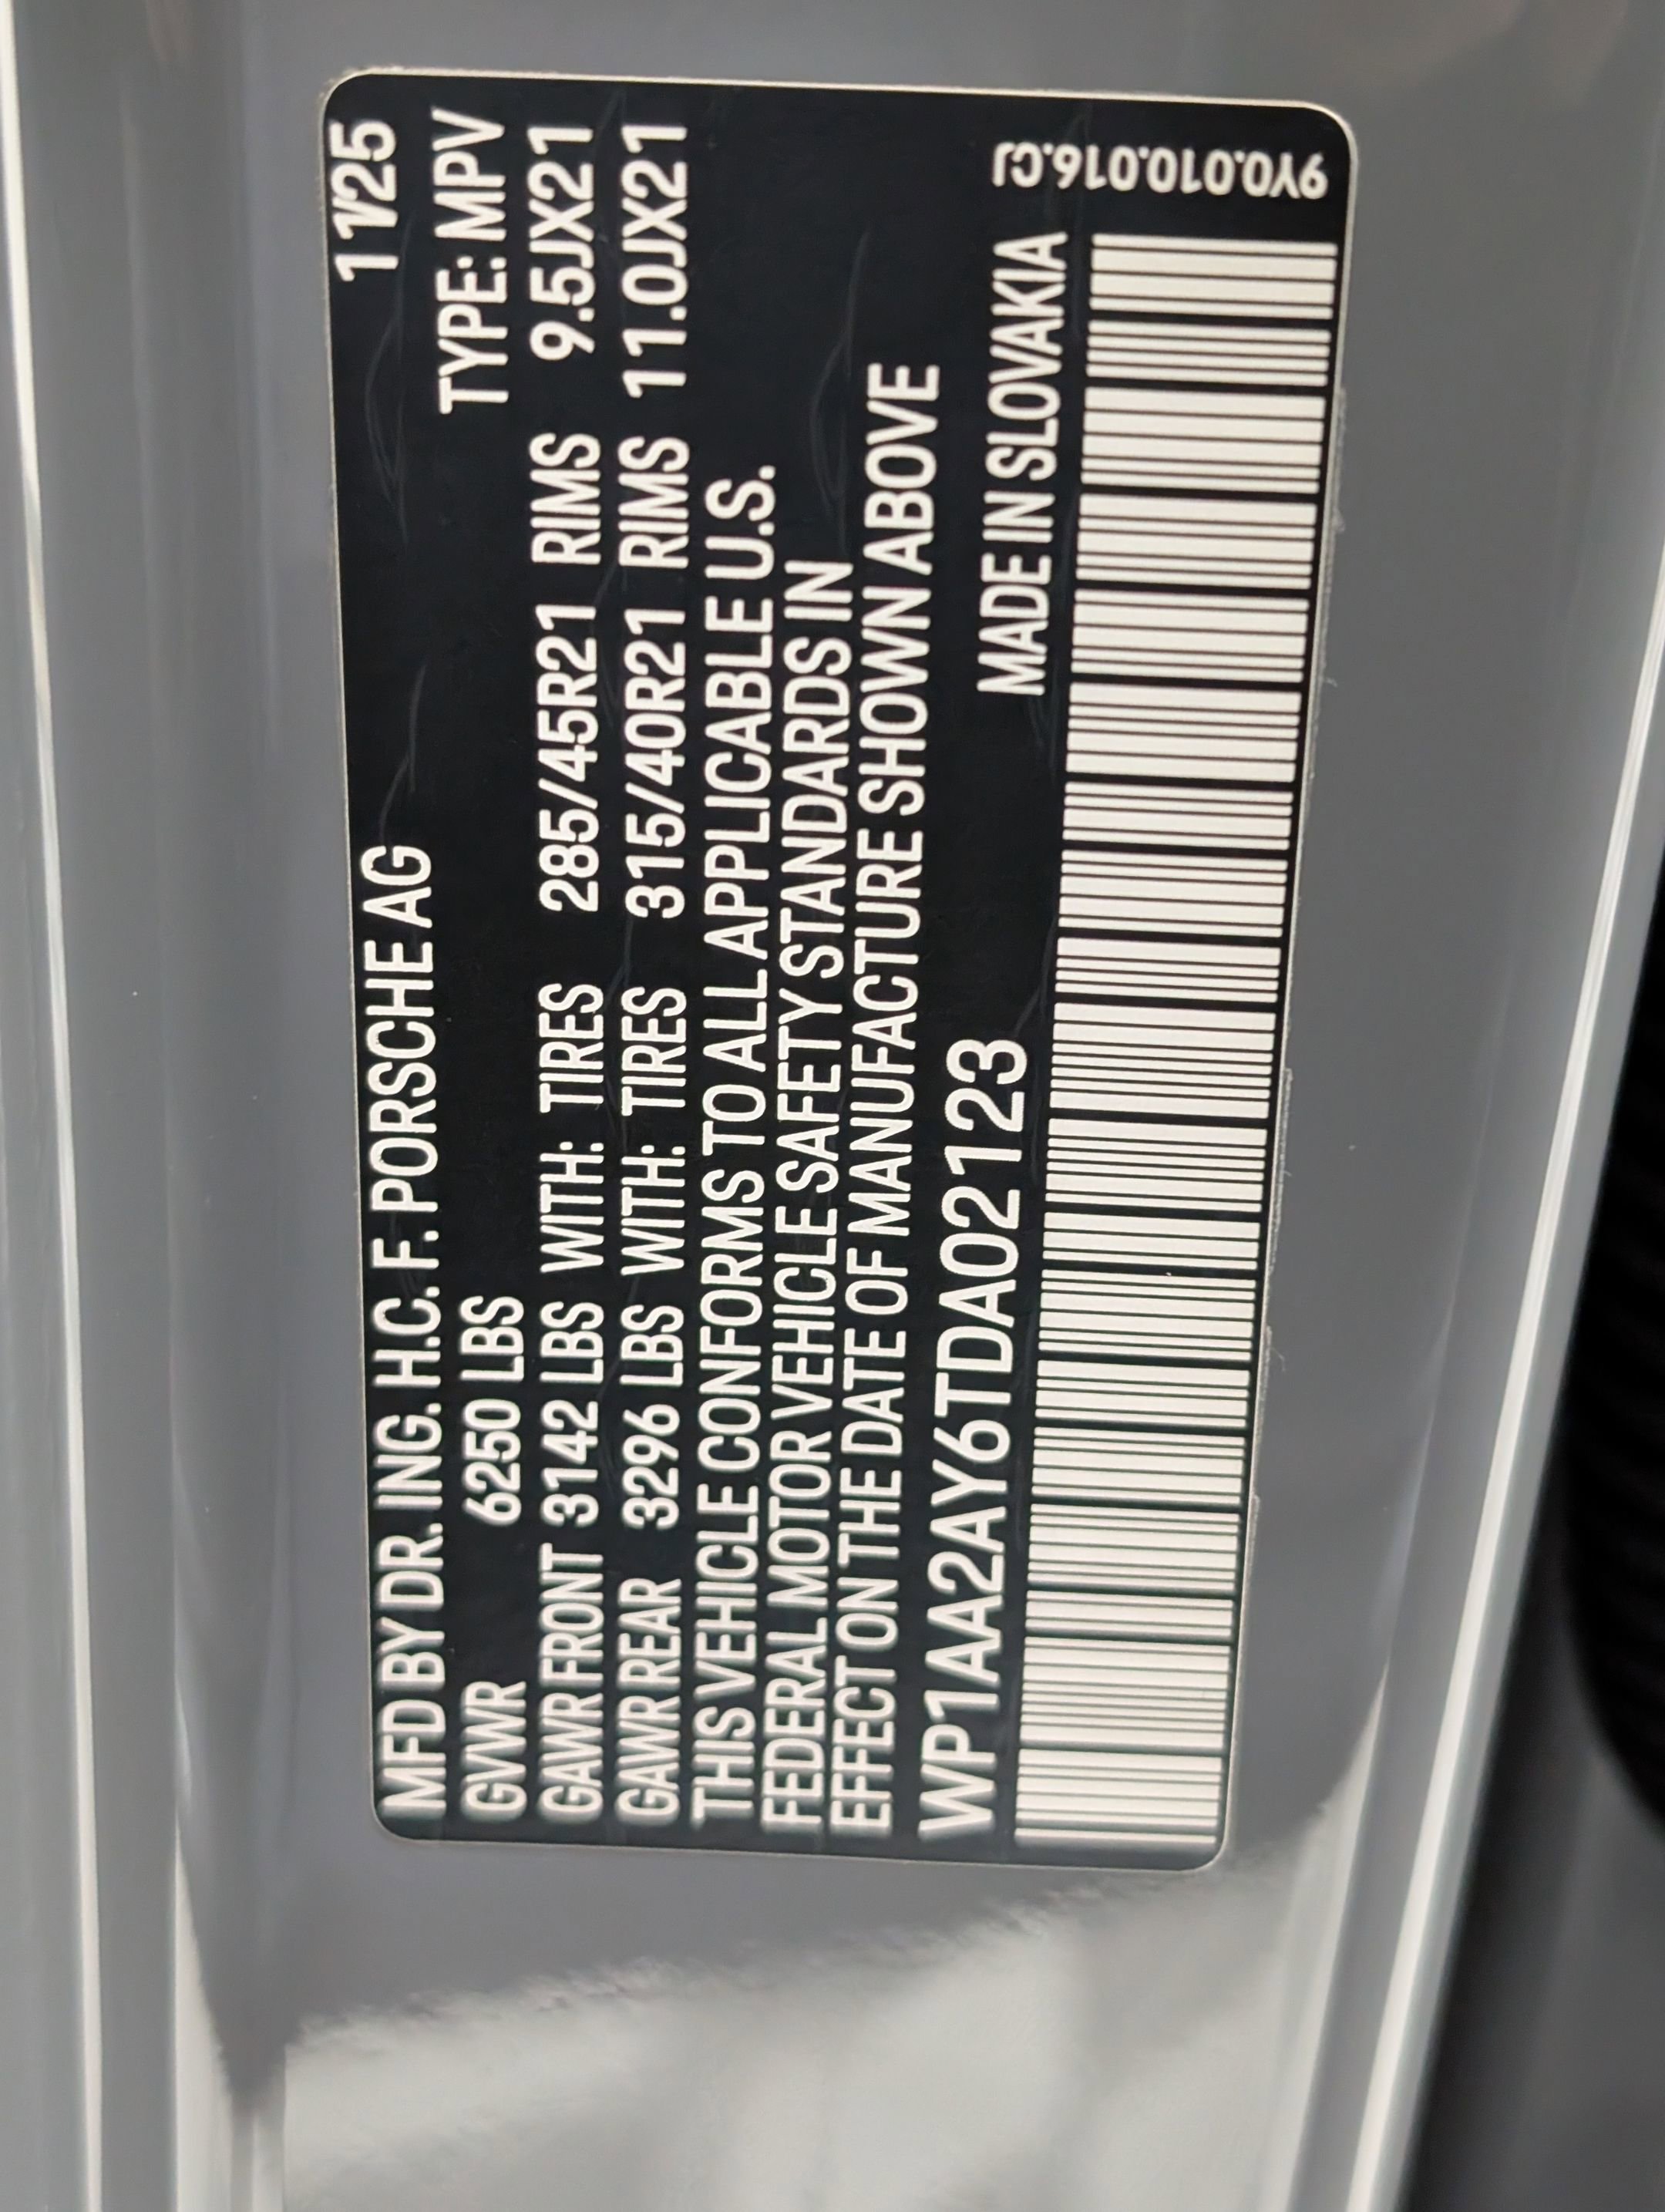 MFD BY DR. ING. H.C. F. PORSCHE AG 11/25
GVWR 6250 LBS TYPE: MPV
GAWR FRONT 3142 LBS WITH: TIRES 285/45R21 RIMS 9.5JX21
GAWR REAR 3296 LBS WITH: TIRES 315/40R21 RIMS 11.0JX21
THIS VEHICLE CONFORMS TO ALL APPLICABLE U.S.
FEDERAL MOTOR VEHICLE SAFETY STANDARDS IN
EFFECT ON THE DATE OF MANUFACTURE SHOWN ABOVE
WP1AA2AY6TDA02123 MADE IN SLOVAKIA
9Y0.010.016.CJ